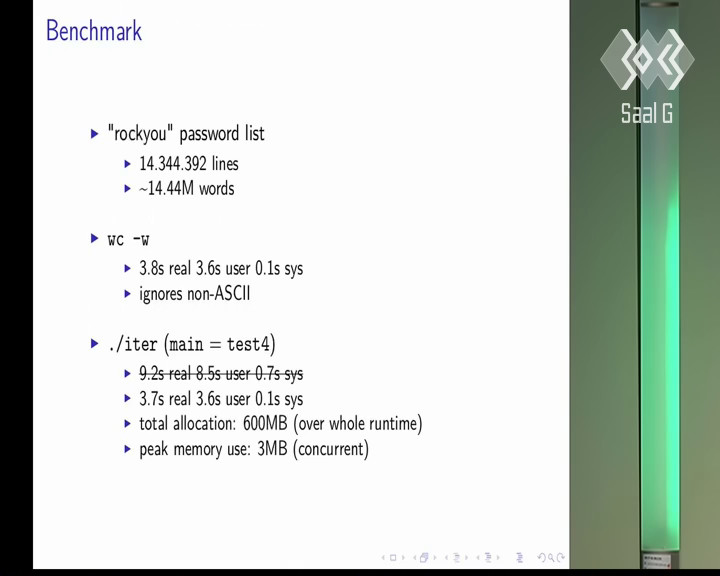 Benchmark
Saal G
"rockyou" password list
14.344.392 lines
~14.44M words
wc -w
3.8s real 3.6s user 0.1s sys
ignores non-ASCII
./iter (main = test4)
9.2s real 8.5s user 0.7s sys
3.7s real 3.6s user 0.1s sys
total allocation: 600MB (over whole runtime)
peak memory use: 3MB (concurrent)